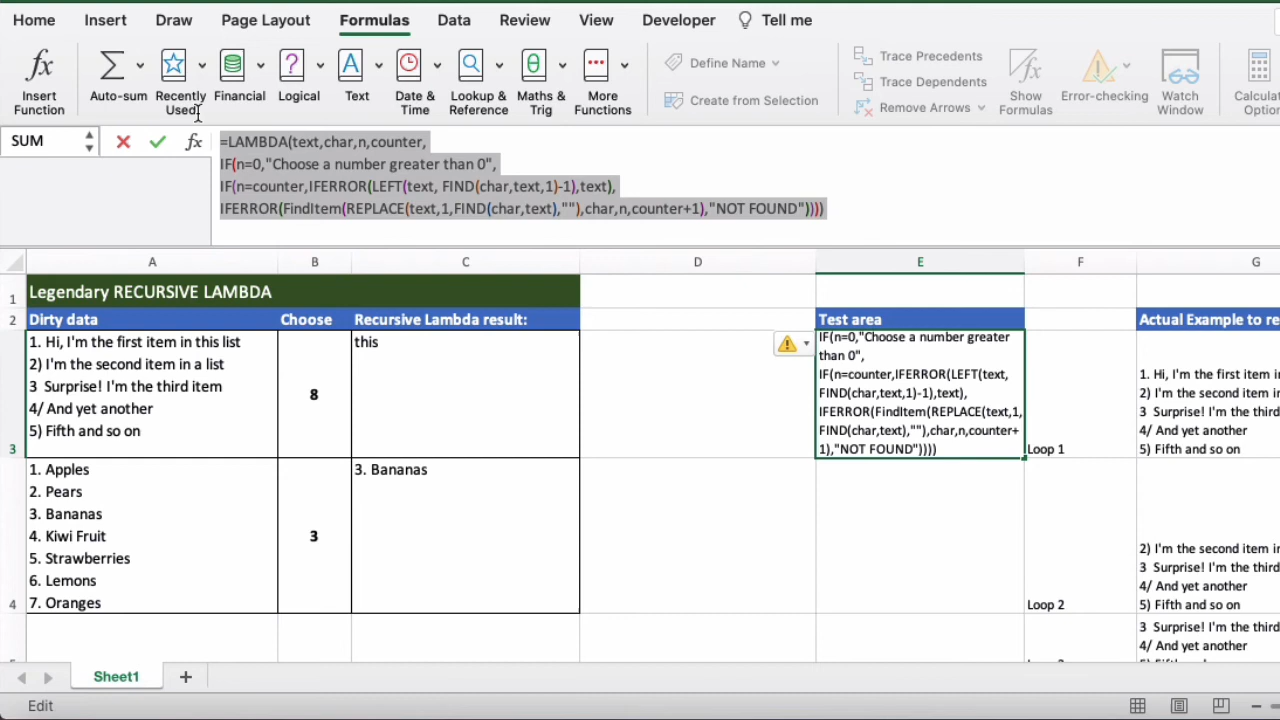 Home Insert Draw Page Layout Formulas Data Review View Developer Tell me
fx Σ ? A θ
Insert Function
Auto-sum
Recently Used
Financial
Logical
Text
Date & Time
Lookup & Reference
Maths & Trig
More Functions
Define Name
Create from Selection
Trace Precedents
Trace Dependents
Remove Arrows
Show Formulas
Error-checking
Watch Window
SUM fx
=LAMBDA(text,char,n,counter,
IF(n=0,"Choose a number greater than 0",
IF(n=counter,IFERROR(LEFT(text, FIND(char,text,1)-1),text),
IFERROR(FindItem(REPLACE(text,1,FIND(char,text),""),char,n,counter+1),"NOT FOUND"))))
A B C D E F G
1 Legendary RECURSIVE LAMBDA
2 Dirty data Choose Recursive Lambda result: Test area
1. Hi, I'm the first item in this list
2) I'm the second item in a list
3 Surprise! I'm the third item
4/ And yet another
5) Fifth and so on
8
this
IF(n=0,"Choose a number greater
than 0",
IF(n=counter,IFERROR(LEFT(text,
FIND(char,text,1)-1),text),
IFERROR(FindItem(REPLACE(text,1,
FIND(char,text),""),char,n,counter+
1),"NOT FOUND"))))
3
Loop 1
Actual Example to
1. Hi, I'm the first item
2) I'm the second item
3 Surprise! I'm the third
4/ And yet another
5) Fifth and so on
1. Apples
2. Pears
3. Bananas
4. Kiwi Fruit
5. Strawberries
6. Lemons
7. Oranges
3
3. Bananas
4
Loop 2
2) I'm the second item
3 Surprise! I'm the third
4/ And yet another
5) Fifth and so on
3 Surprise! I'm the third
4/ And yet another
Sheet1 +
Edit